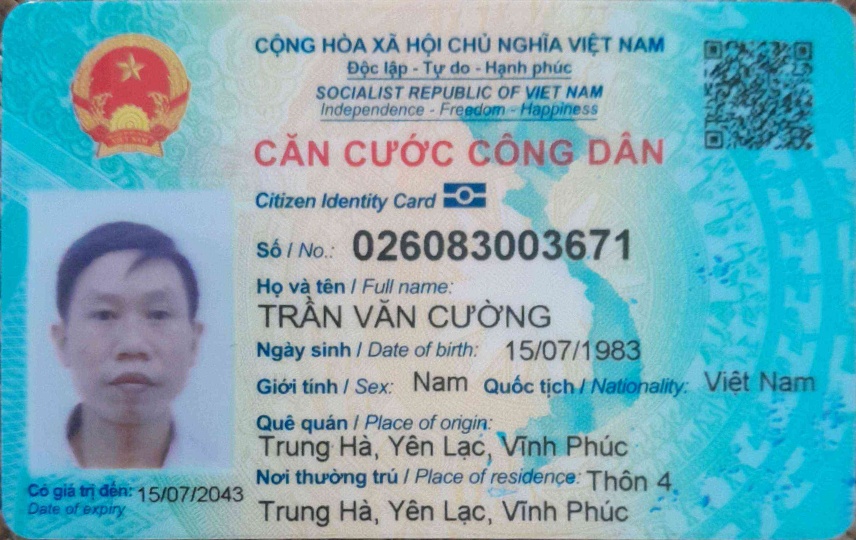 CỘNG HÒA XÃ HỘI CHỦ NGHĨA VIỆT NAM
Độc lập - Tự do - Hạnh phúc
SOCIALIST REPUBLIC OF VIET NAM
Independence - Freedom - Happiness
CĂN CƯỚC CÔNG DÂN
Citizen Identity Card
Số / No.: 026083003671
Họ và tên / Full name:
TRẦN VĂN CƯỜNG
Ngày sinh / Date of birth: 15/07/1983
Giới tính / Sex: Nam Quốc tịch / Nationality: Việt Nam
Quê quán / Place of origin:
Trung Hà, Yên Lạc, Vĩnh Phúc
Nơi thường trú / Place of residence: Thôn 4
Trung Hà, Yên Lạc, Vĩnh Phúc
Có giá trị đến: 15/07/2043
Date of expiry